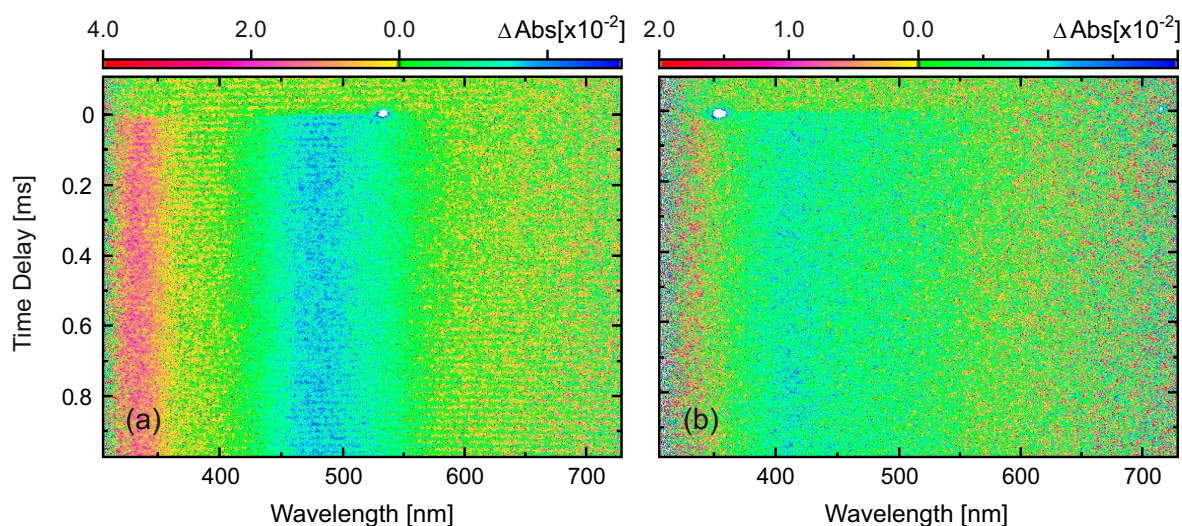 4.0 2.0 0.0 ΔAbs[x10⁻²]
2.0 1.0 0.0 ΔAbs[x10⁻²]
Time Delay [ms]
0
0.2
0.4
0.6
0.8
(a)
(b)
400 500 600 700
400 500 600 700
Wavelength [nm]
Wavelength [nm]